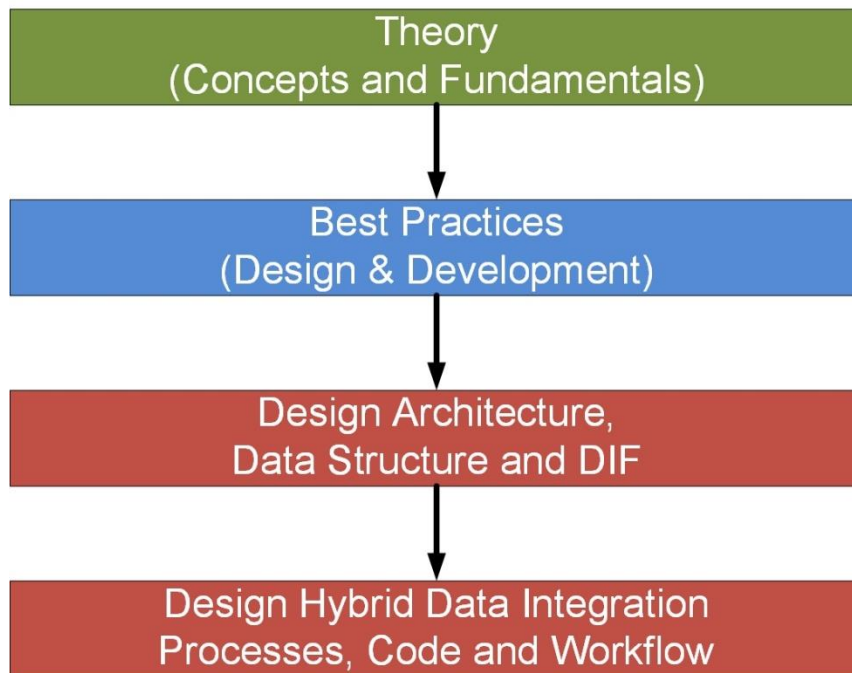 Theory
(Concepts and Fundamentals)
Best Practices
(Design & Development)
Design Architecture,
Data Structure and DIF
Design Hybrid Data Integration
Processes, Code and Workflow